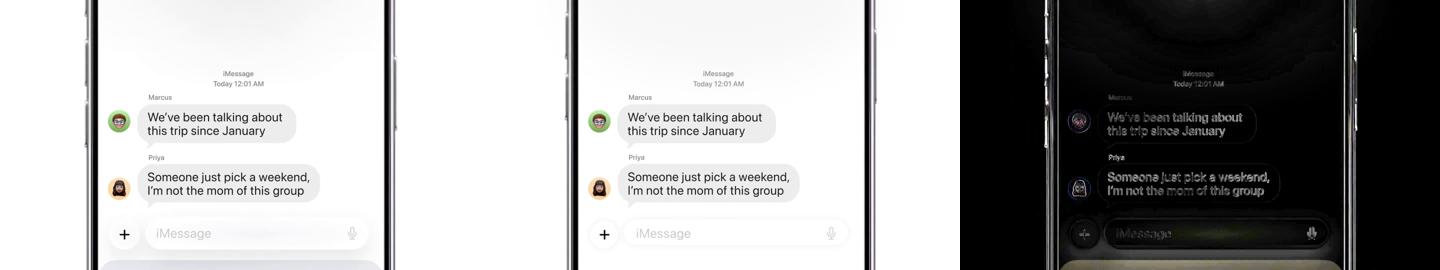 iMessage
Today 12:01 AM
Marcus
We've been talking about
this trip since January
Priya
Someone just pick a weekend,
I'm not the mom of this group
iMessage
iMessage
Today 12:01 AM
Marcus
We've been talking about
this trip since January
Priya
Someone just pick a weekend,
I'm not the mom of this group
iMessage
iMessage
Today 12:01 AM
Marcus
We've been talking about
this trip since January
Priya
Someone just pick a weekend,
I'm not the mom of this group
iMessage